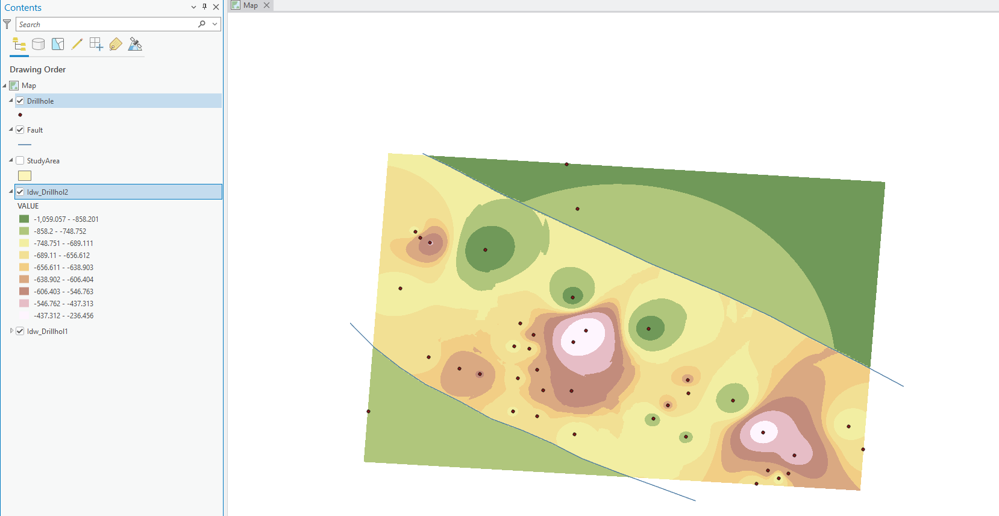 Contents
Map
Search
Drawing Order
Map
Drillhole
Fault
StudyArea
Idw_Drillhol2
VALUE
-1,059.057 - -858.201
-858.2 - -748.752
-748.751 - -689.111
-689.11 - -656.612
-656.611 - -638.903
-638.902 - -606.404
-606.403 - -546.763
-546.762 - -437.313
-437.312 - -236.456
Idw_Drillhol1